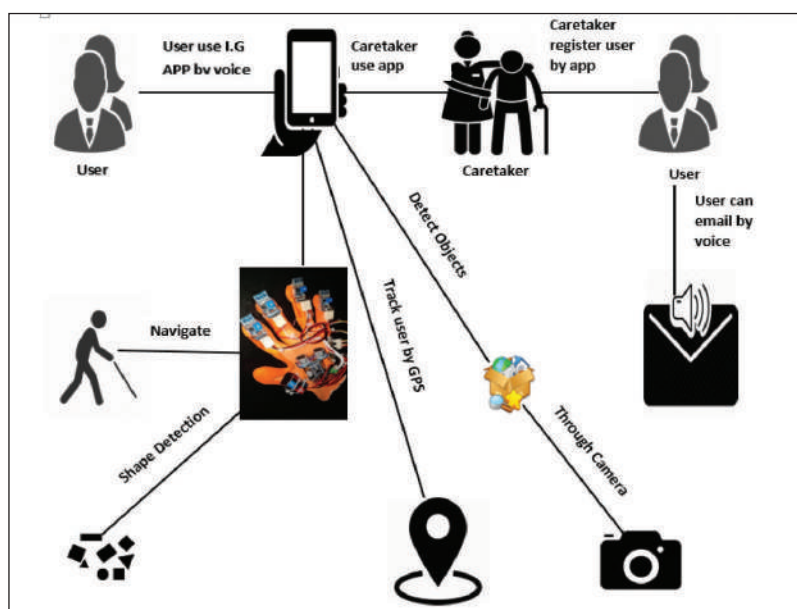 User use I.G
APP by voice
Caretaker
use app
Caretaker
register user
by app
User
Caretaker
User
User can
email by
voice
Detect Objects
Track user by GPS
Navigate
Shape Detection
Through Camera